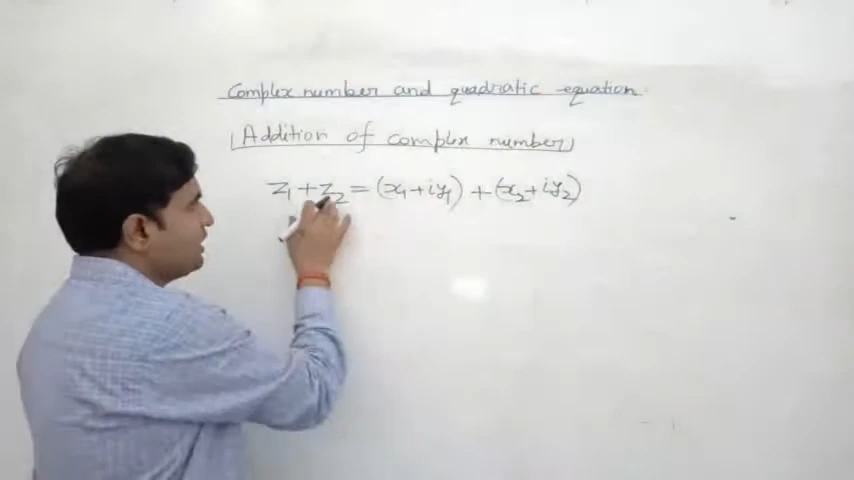 Complex number and quadratic equation
Addition of complex number
z₁ + z₂ = (x₁ + iy₁) + (x₂ + iy₂)